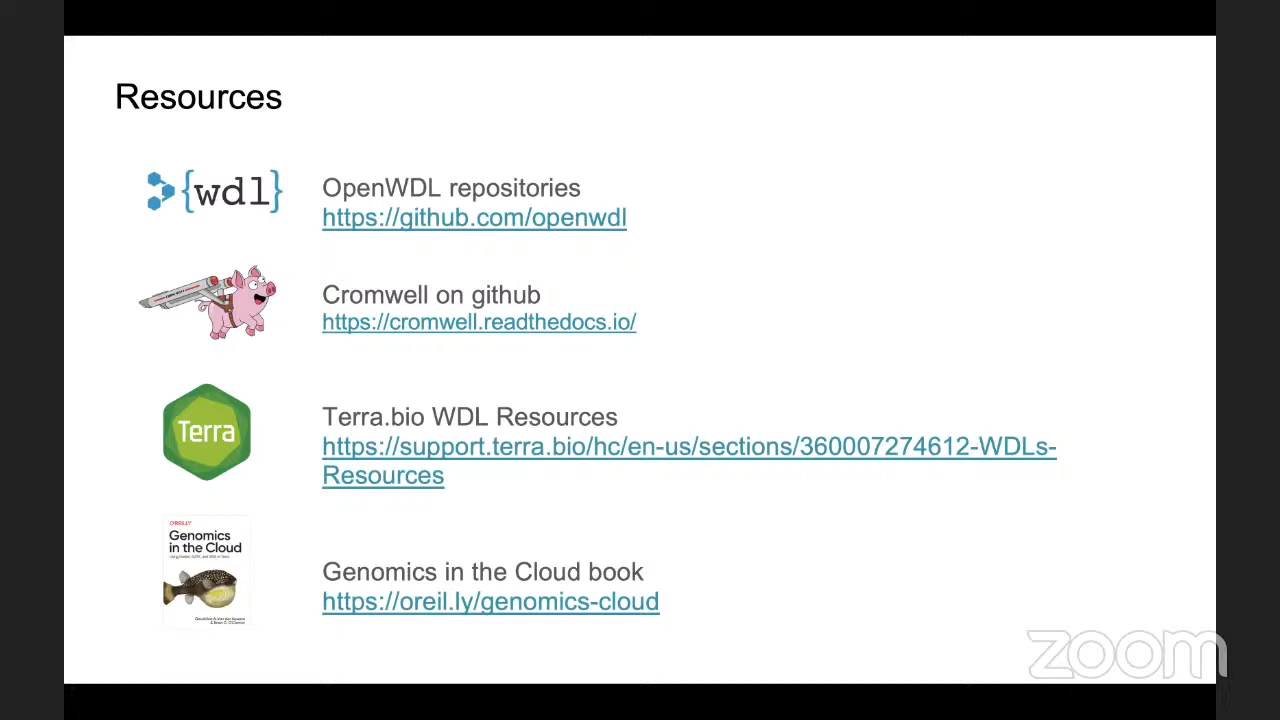 Resources
{wdl}
OpenWDL repositories
https://github.com/openwdl
Cromwell on github
https://cromwell.readthedocs.io/
Terra
Terra.bio WDL Resources
https://support.terra.bio/hc/en-us/sections/360007274612-WDLs-
Resources
O'REILLY
Genomics
in the Cloud
Genomics in the Cloud book
https://oreil.ly/genomics-cloud
zoom